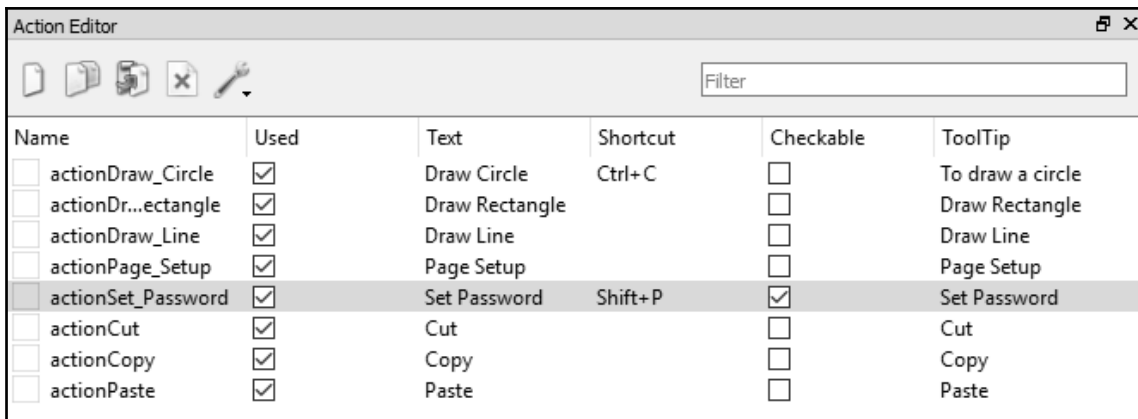 Action Editor
Filter
Name Used Text Shortcut Checkable ToolTip
actionDraw_Circle Draw Circle Ctrl+C To draw a circle
actionDr...ectangle Draw Rectangle Draw Rectangle
actionDraw_Line Draw Line Draw Line
actionPage_Setup Page Setup Page Setup
actionSet_Password Set Password Shift+P Set Password
actionCut Cut Cut
actionCopy Copy Copy
actionPaste Paste Paste